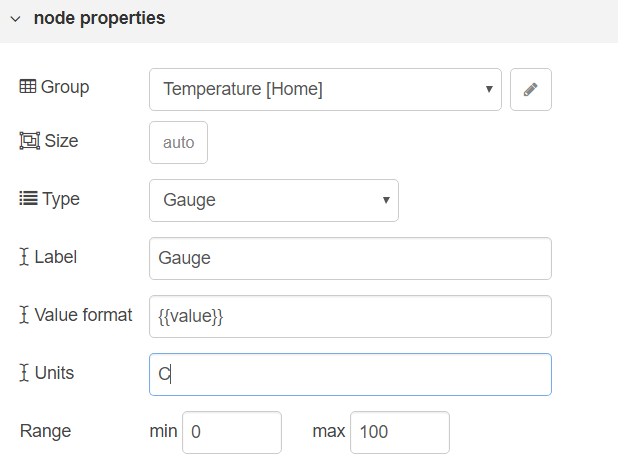 node properties
Group Temperature [Home]
Size auto
Type Gauge
Label Gauge
Value format {{value}}
Units C
Range min 0 max 100